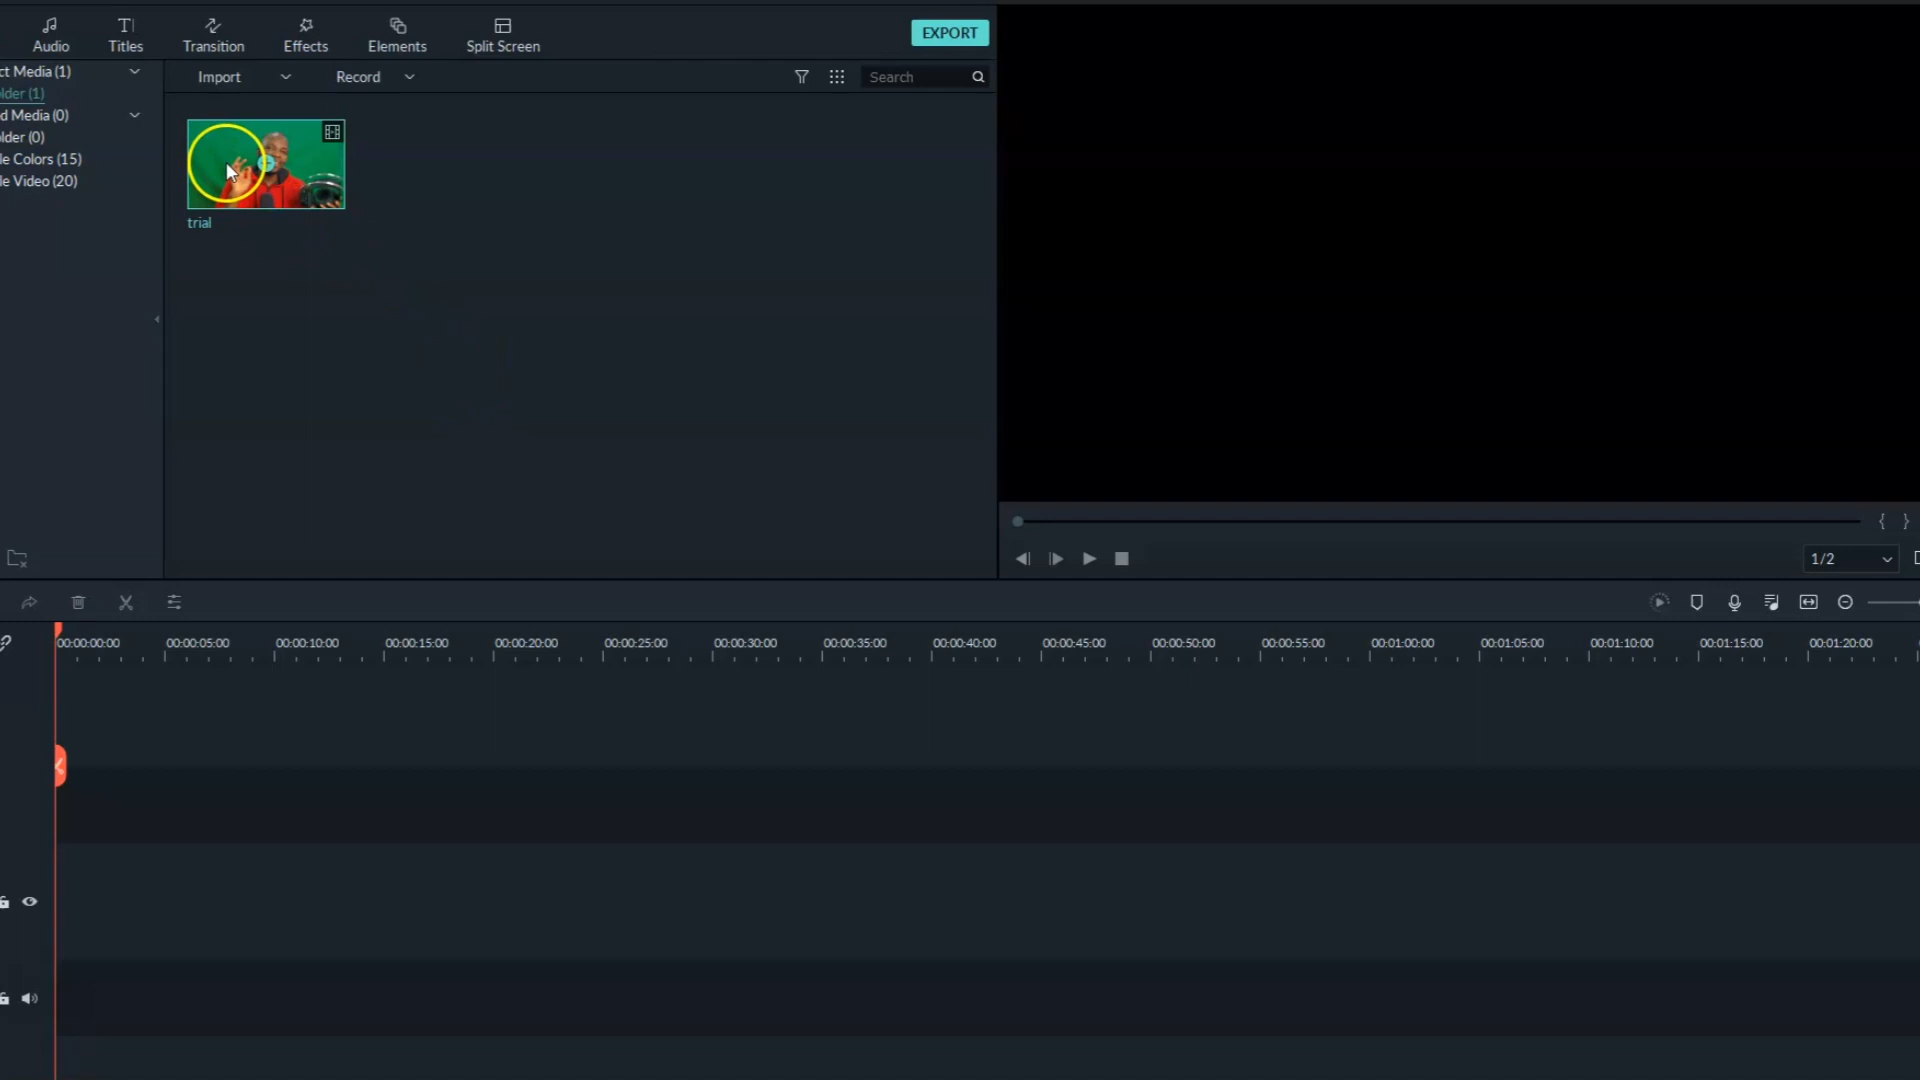 Audio
Titles
Transition
Effects
Elements
Split Screen
EXPORT
ct Media (1)
lder (1)
d Media (0)
older (0)
le Colors (15)
le Video (20)
Import
Record
Search
trial
1/2
00:00:00:00
00:00:05:00
00:00:10:00
00:00:15:00
00:00:20:00
00:00:25:00
00:00:30:00
00:00:35:00
00:00:40:00
00:00:45:00
00:00:50:00
00:00:55:00
00:01:00:00
00:01:05:00
00:01:10:00
00:01:15:00
00:01:20:00